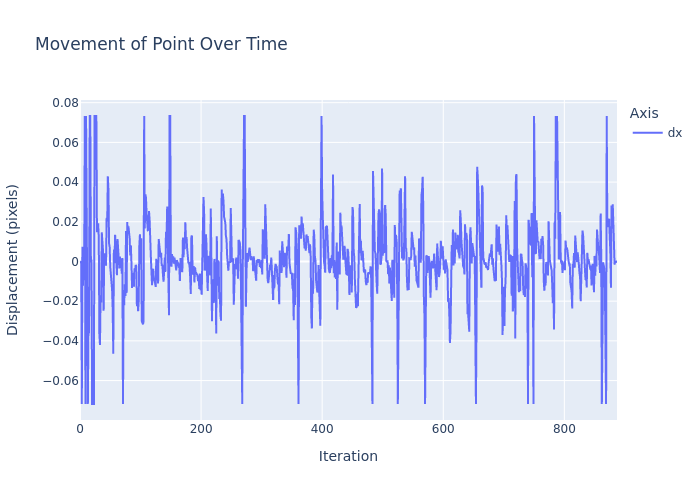 Movement of Point Over Time
Axis
dx
Displacement (pixels)
0.08
0.06
0.04
0.02
0
−0.02
−0.04
−0.06
0
200
400
600
800
Iteration